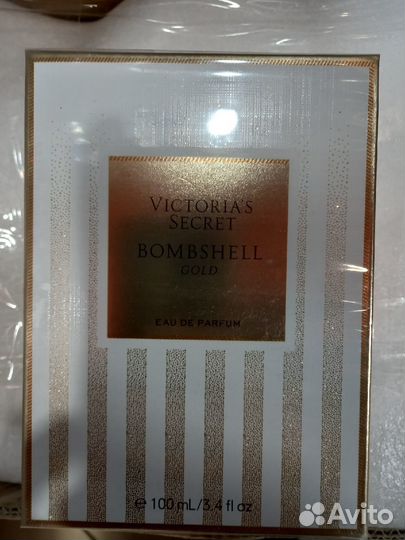 VICTORIA'S
SECRET
BOMBSHELL
GOLD
EAU DE PARFUM
℮ 100 mL/3.4 fl oz
Avito